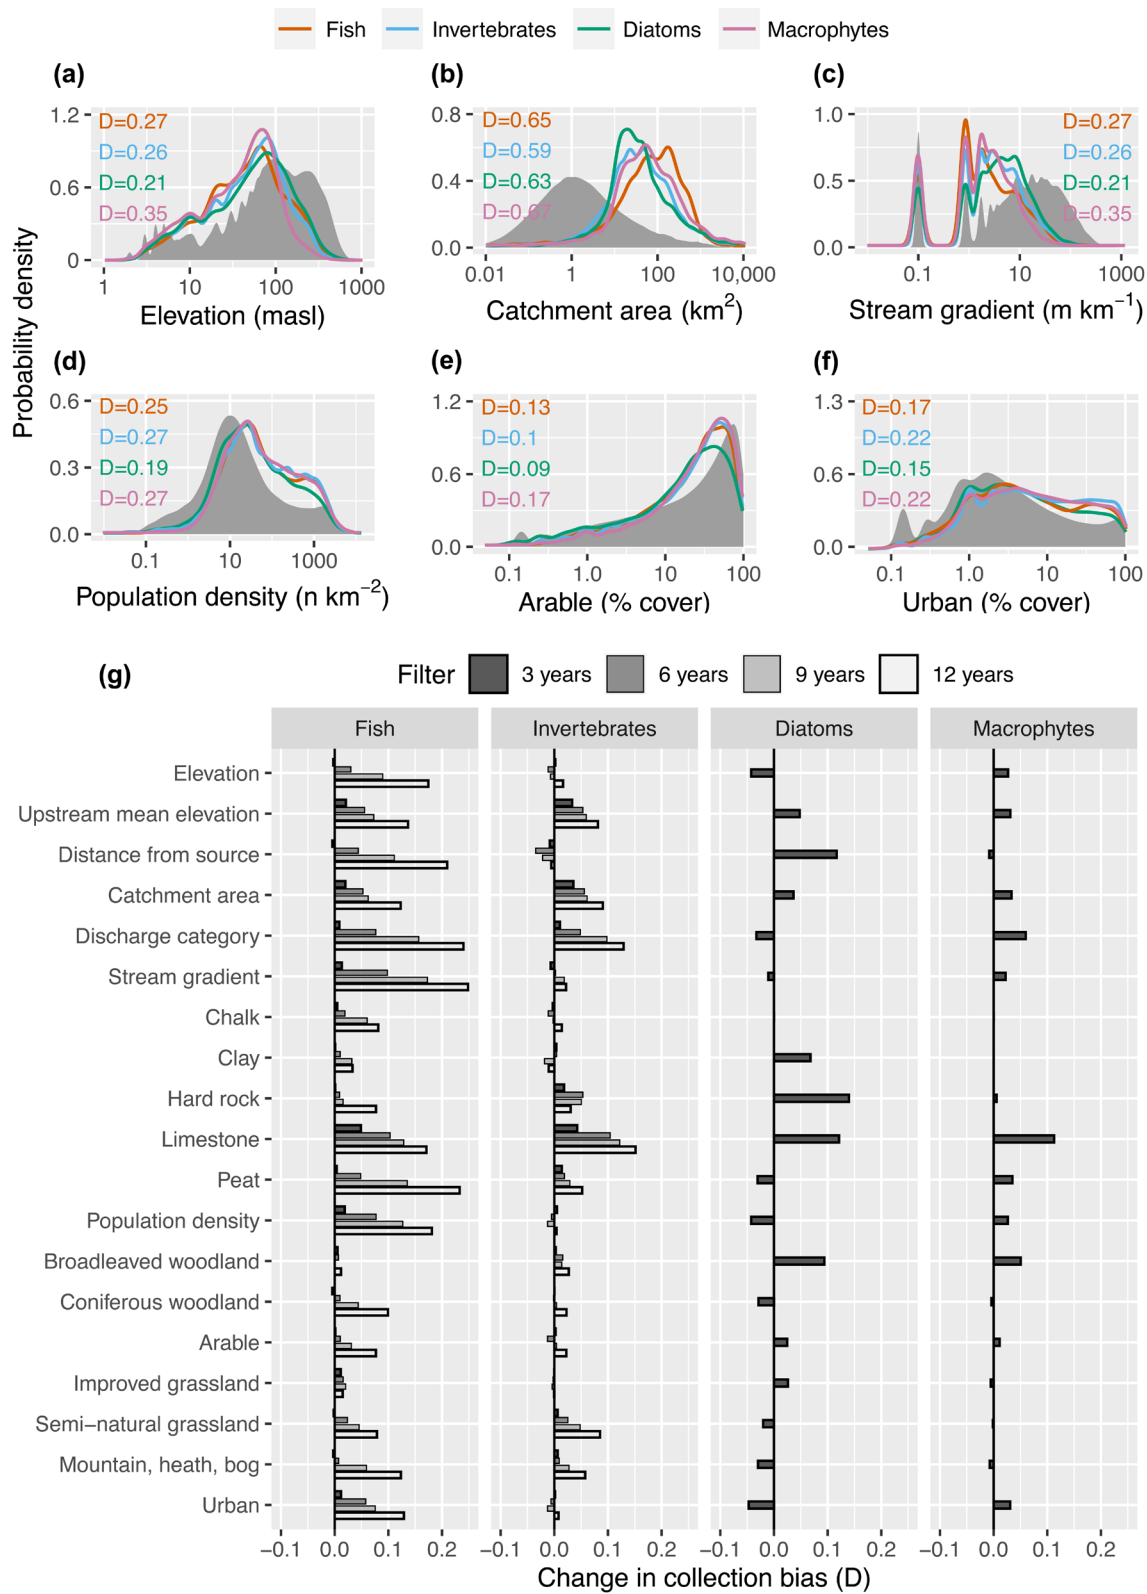 Fish Invertebrates Diatoms Macrophytes
(a) (b) (c)
Probability density
1.2
0.6
0
D=0.27
D=0.26
D=0.21
D=0.35
1 10 100 1000
Elevation (masl)
0.8
0.4
0.0
D=0.65
D=0.59
D=0.63
D=0.67
0.01 1 100 10,000
Catchment area (km²)
1.0
0.5
0.0
D=0.27
D=0.26
D=0.21
D=0.35
0.1 10 1000
Stream gradient (m km⁻¹)
(d) (e) (f)
0.6
0.3
0.0
D=0.25
D=0.27
D=0.19
D=0.27
0.1 10 1000
Population density (n km⁻²)
1.2
0.6
0.0
D=0.13
D=0.1
D=0.09
D=0.17
0.1 1.0 10 100
Arable (% cover)
1.3
0.6
0.0
D=0.17
D=0.22
D=0.15
D=0.22
0.1 1.0 10 100
Urban (% cover)
(g) Filter 3 years 6 years 9 years 12 years
Fish Invertebrates Diatoms Macrophytes
Elevation
Upstream mean elevation
Distance from source
Catchment area
Discharge category
Stream gradient
Chalk
Clay
Hard rock
Limestone
Peat
Population density
Broadleaved woodland
Coniferous woodland
Arable
Improved grassland
Semi−natural grassland
Mountain, heath, bog
Urban
−0.1 0.0 0.1 0.2 −0.1 0.0 0.1 0.2 −0.1 0.0 0.1 0.2 −0.1 0.0 0.1 0.2
Change in collection bias (D)